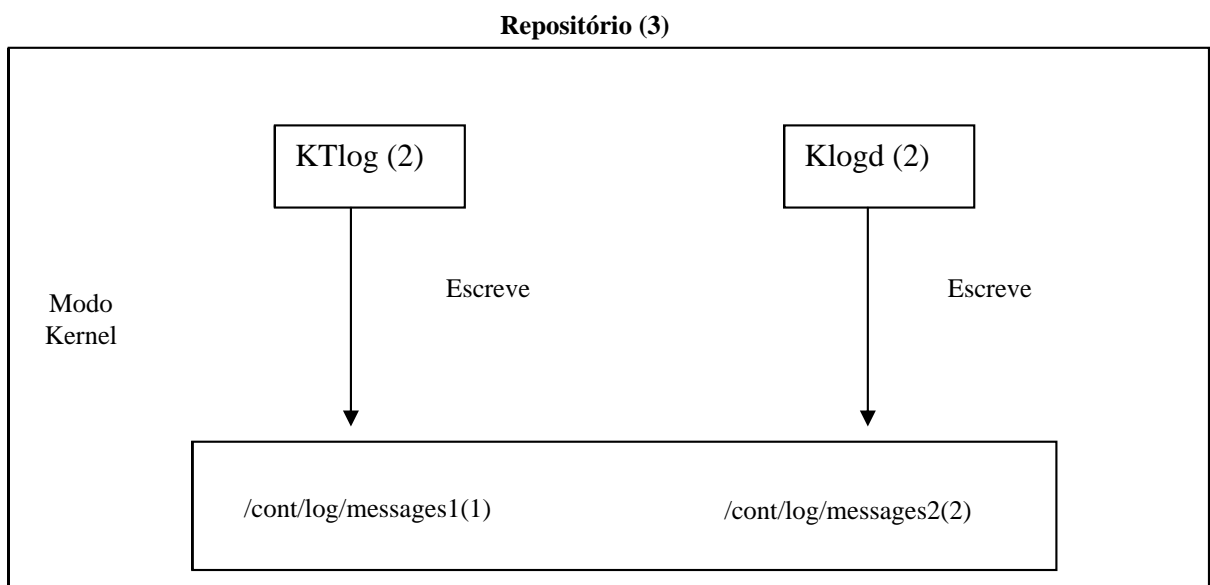 Repositório (3)
KTlog (2)
Klogd (2)
Escreve
Escreve
Modo
Kernel
/cont/log/messages1(1)
/cont/log/messages2(2)